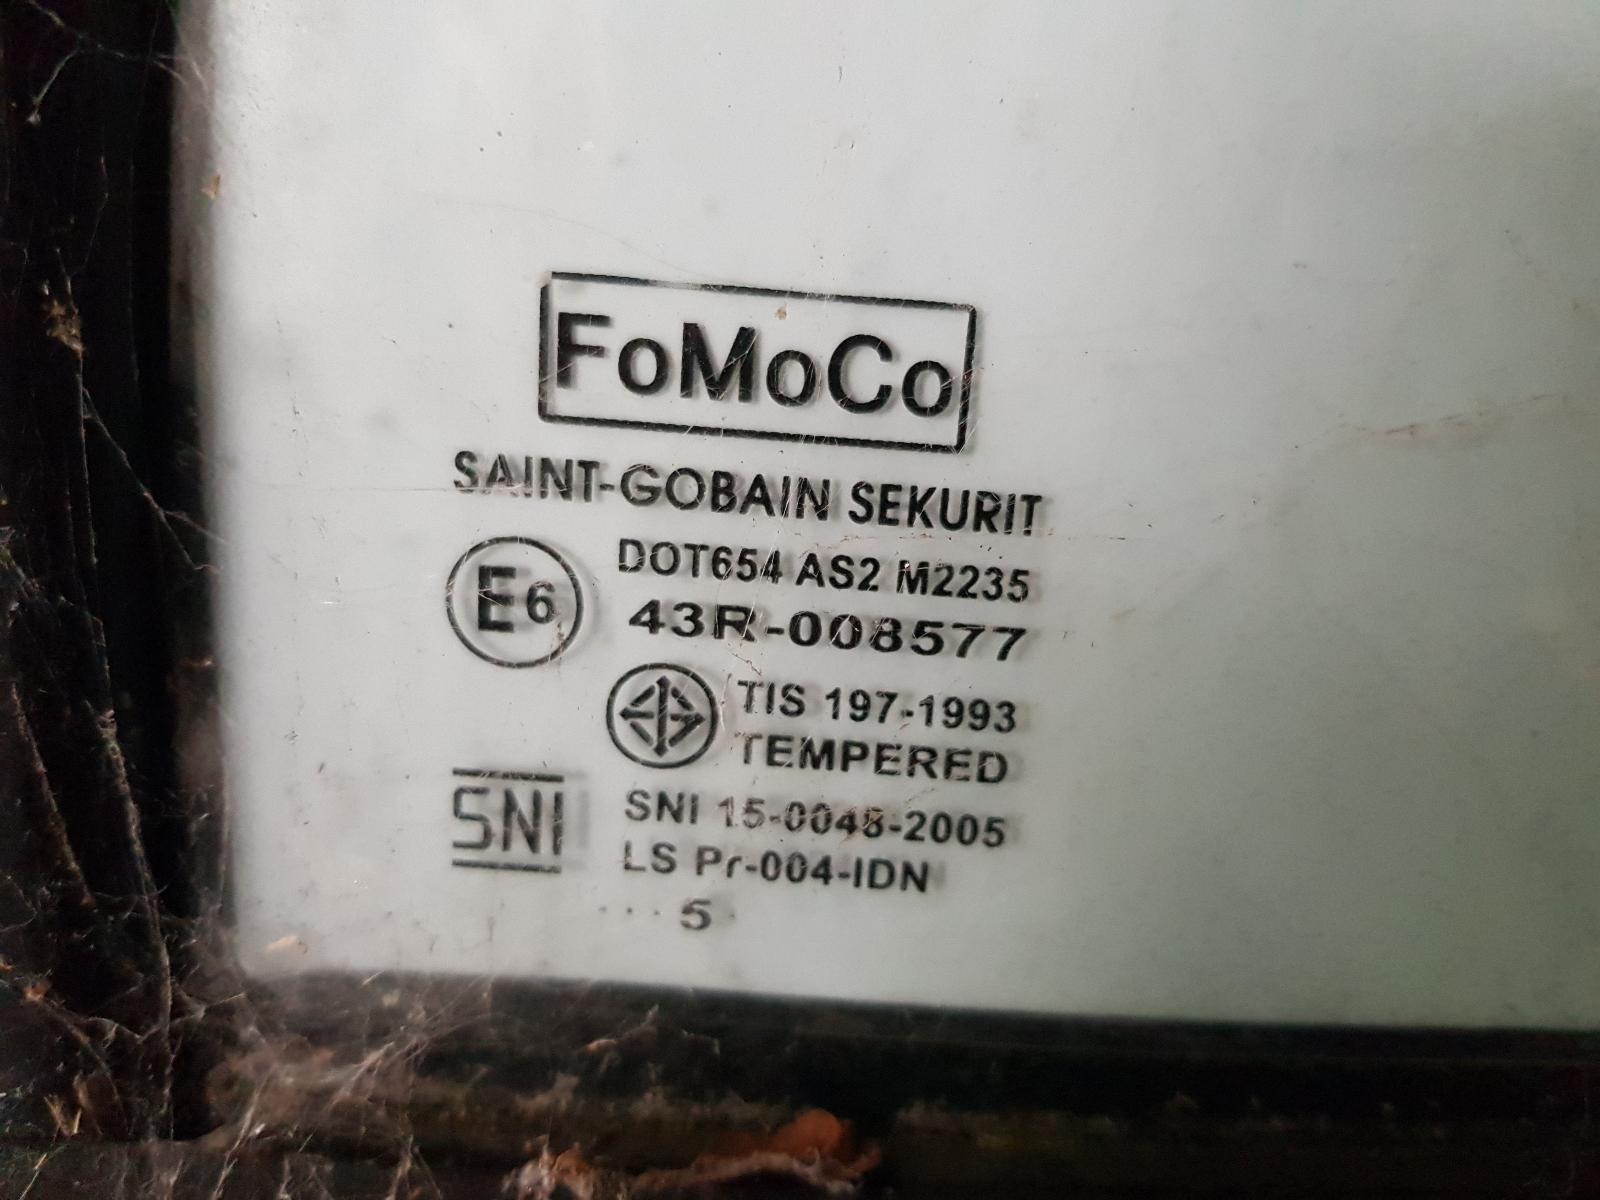 FoMoCo
SAINT-GOBAIN SEKURIT
E6
DOT654 AS2 M2235
43R-008577
TIS 197-1993
TEMPERED
SNI
SNI 15-0048-2005
LS Pr-004-IDN
... 5 .